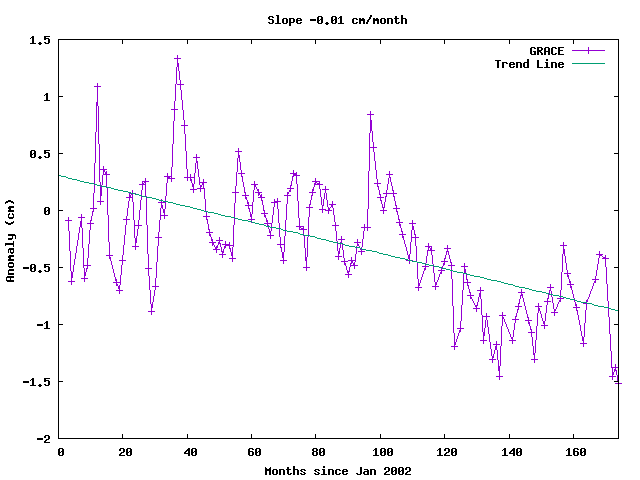 Slope -0.01 cm/month
1.5
1
0.5
0
-0.5
-1
-1.5
-2
Anomaly (cm)
GRACE
Trend Line
0 20 40 60 80 100 120 140 160
Months since Jan 2002